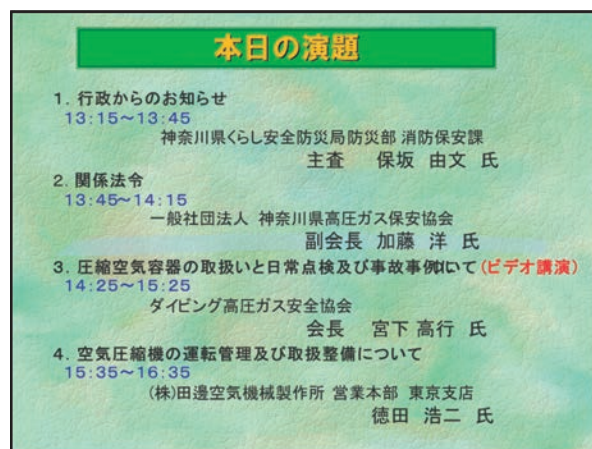 本日の演題
1. 行政からのお知らせ
13:15～13:45
神奈川県くらし安全防災局防災部 消防保安課
主査 保坂 由文 氏
2. 関係法令
13:45～14:15
一般社団法人 神奈川県高圧ガス保安協会
副会長 加藤 洋 氏
3. 圧縮空気容器の取扱いと日常点検及び事故事例いて(ビデオ講演)
14:25～15:25
ダイビング高圧ガス安全協会
会長 宮下 高行 氏
4. 空気圧縮機の運転管理及び取扱整備について
15:35～16:35
(株)田邊空気機械製作所 営業本部 東京支店
徳田 浩二 氏